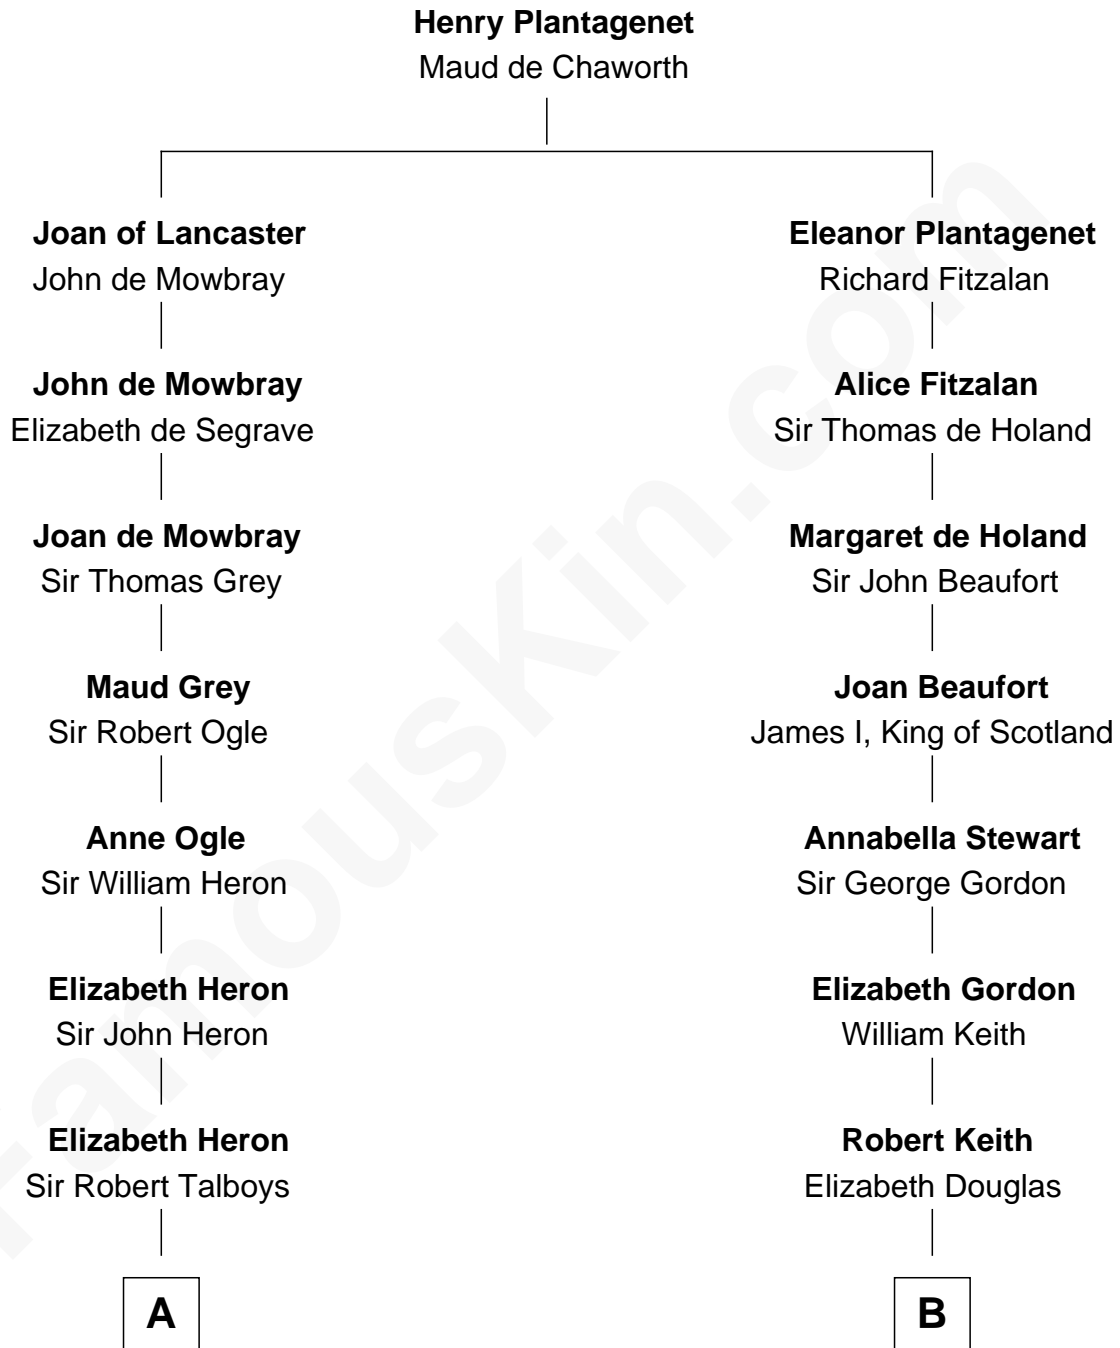 Henry Plantagenet
Maud de Chaworth
Joan of Lancaster
John de Mowbray
Eleanor Plantagenet
Richard Fitzalan
John de Mowbray
Elizabeth de Segrave
Alice Fitzalan
Sir Thomas de Holand
Joan de Mowbray
Sir Thomas Grey
Margaret de Holand
Sir John Beaufort
Maud Grey
Sir Robert Ogle
Joan Beaufort
James I, King of Scotland
Anne Ogle
Sir William Heron
Annabella Stewart
Sir George Gordon
Elizabeth Heron
Sir John Heron
Elizabeth Gordon
William Keith
Elizabeth Heron
Sir Robert Talboys
Robert Keith
Elizabeth Douglas
A
B
FamousKin.com